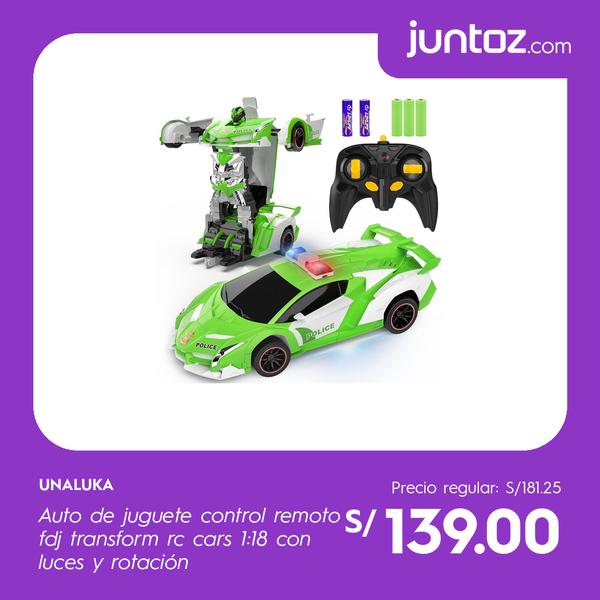 juntoz.com
POLICE
POLICE
POLICE
UNALUKA
Auto de juguete control remoto
fdj transform rc cars 1:18 con
luces y rotación
Precio regular: S/181.25
S/ 139.00